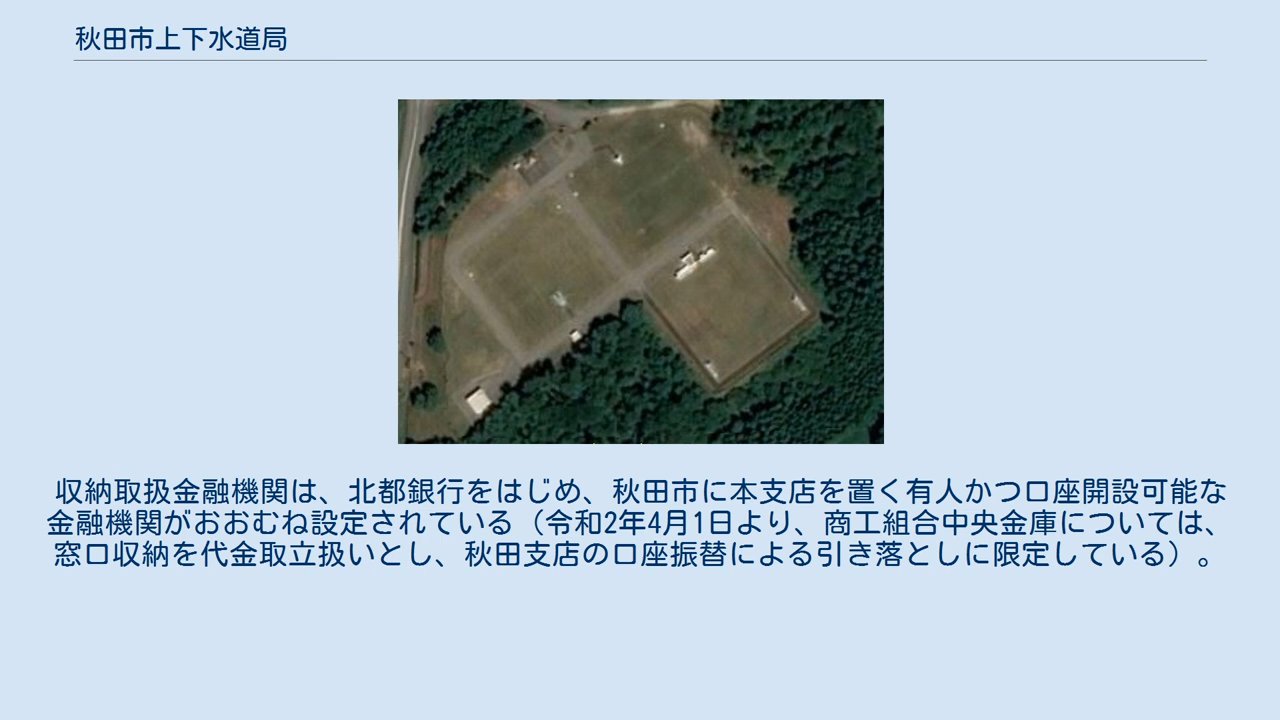 秋田市上下水道局
収納取扱金融機関は、北都銀行をはじめ、秋田市に本支店を置く有人かつ口座開設可能な
金融機関がおおむね設定されている（令和2年4月1日より、商工組合中央金庫については、
窓口収納を代金取立扱いとし、秋田支店の口座振替による引き落としに限定している）。